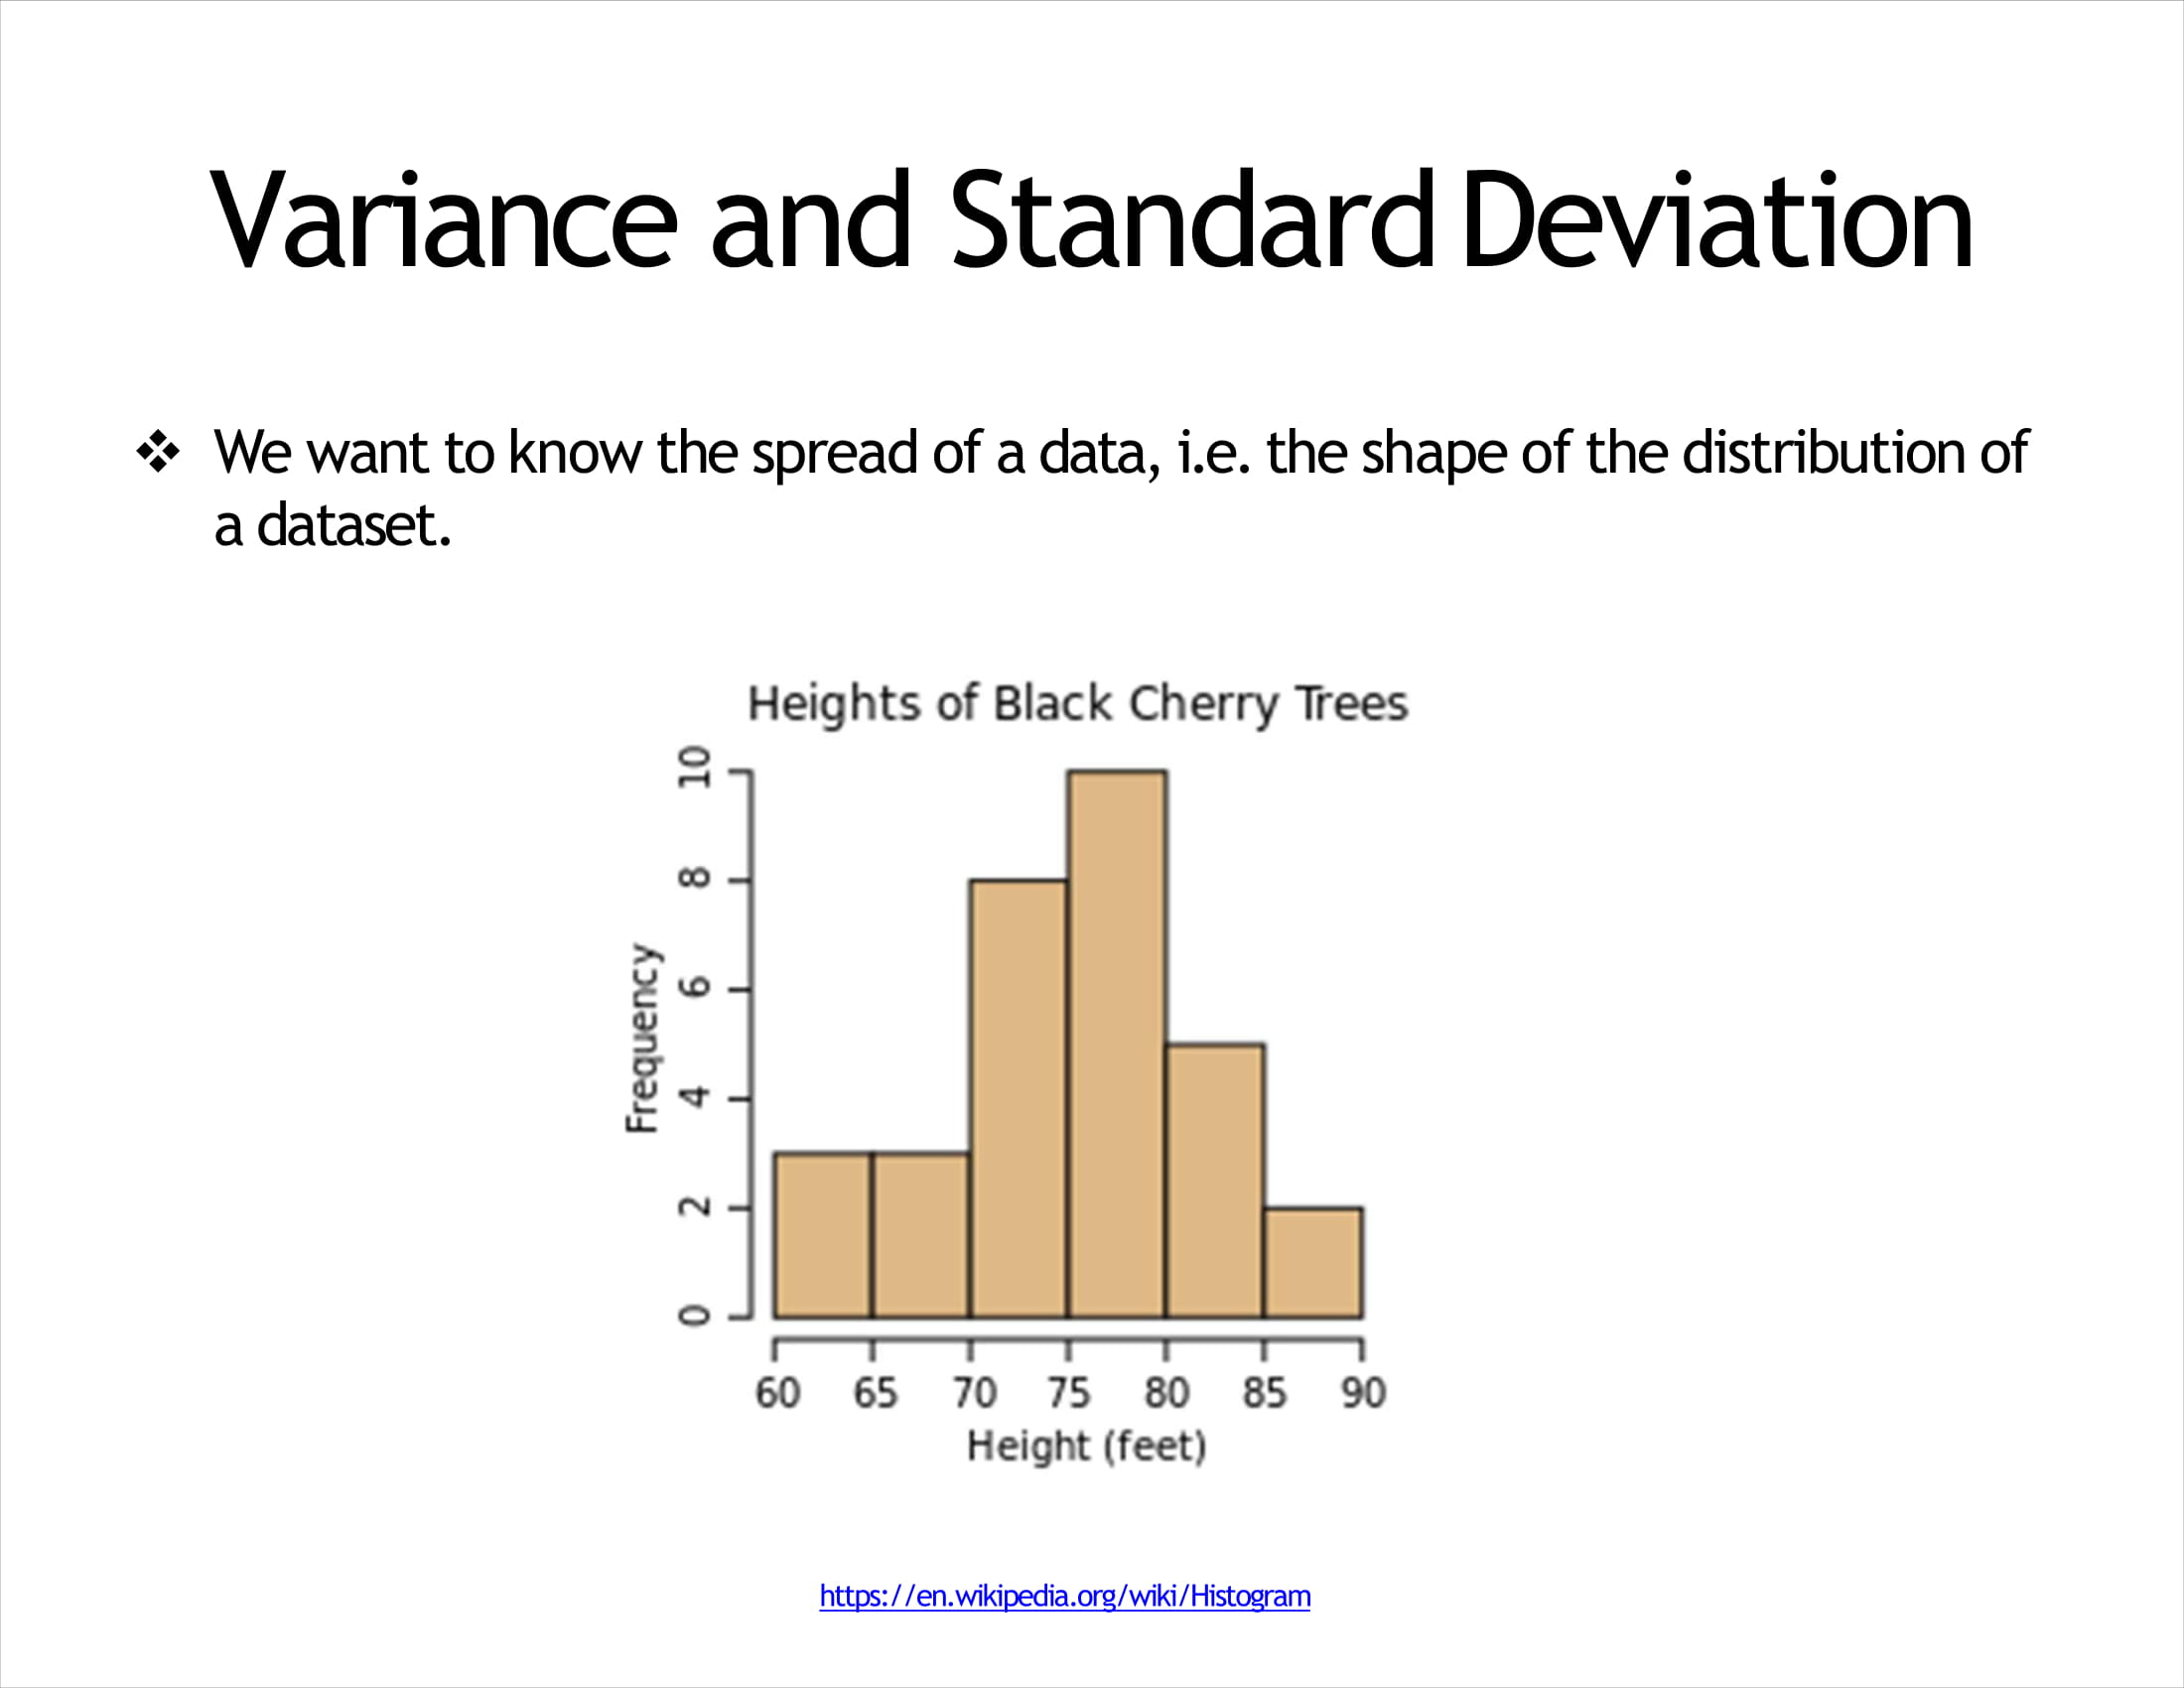 Variance and Standard Deviation
❖ We want to know the spread of a data, i.e. the shape of the distribution of
a dataset.
Heights of Black Cherry Trees
10
8
6
4
2
0
Frequency
60 65 70 75 80 85 90
Height (feet)
https://en.wikipedia.org/wiki/Histogram